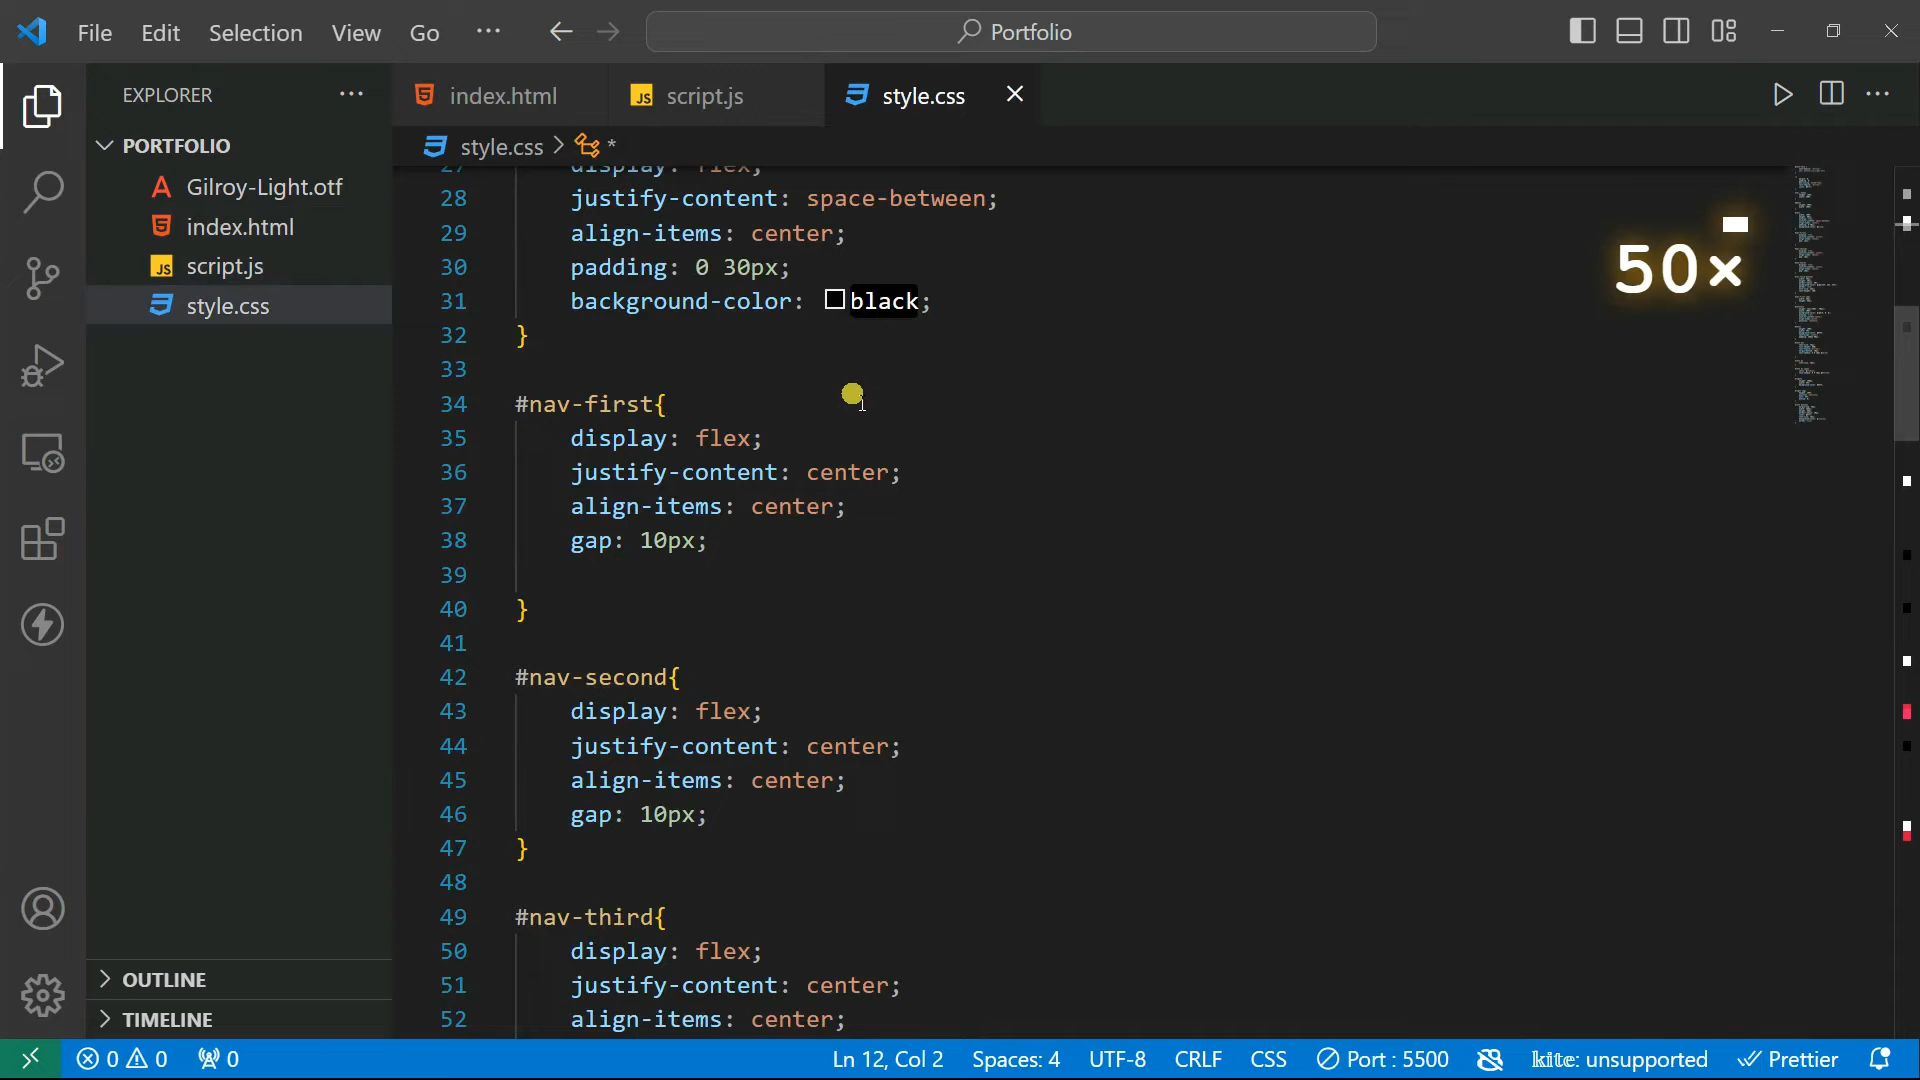 File Edit Selection View Go ··· Portfolio
EXPLORER ···
index.html
script.js
style.css
···
PORTFOLIO
style.css > *
Gilroy-Light.otf
index.html
script.js
style.css
27 display: flex;
28 justify-content: space-between;
29 align-items: center;
30 padding: 0 30px;
31 background-color: black;
32 }
33
34 #nav-first{
35 display: flex;
36 justify-content: center;
37 align-items: center;
38 gap: 10px;
39
40 }
41
42 #nav-second{
43 display: flex;
44 justify-content: center;
45 align-items: center;
46 gap: 10px;
47 }
48
49 #nav-third{
50 display: flex;
51 justify-content: center;
52 align-items: center;
50×
OUTLINE
TIMELINE
0 0 0 Ln 12, Col 2 Spaces: 4 UTF-8 CRLF CSS Port : 5500 kite: unsupported Prettier